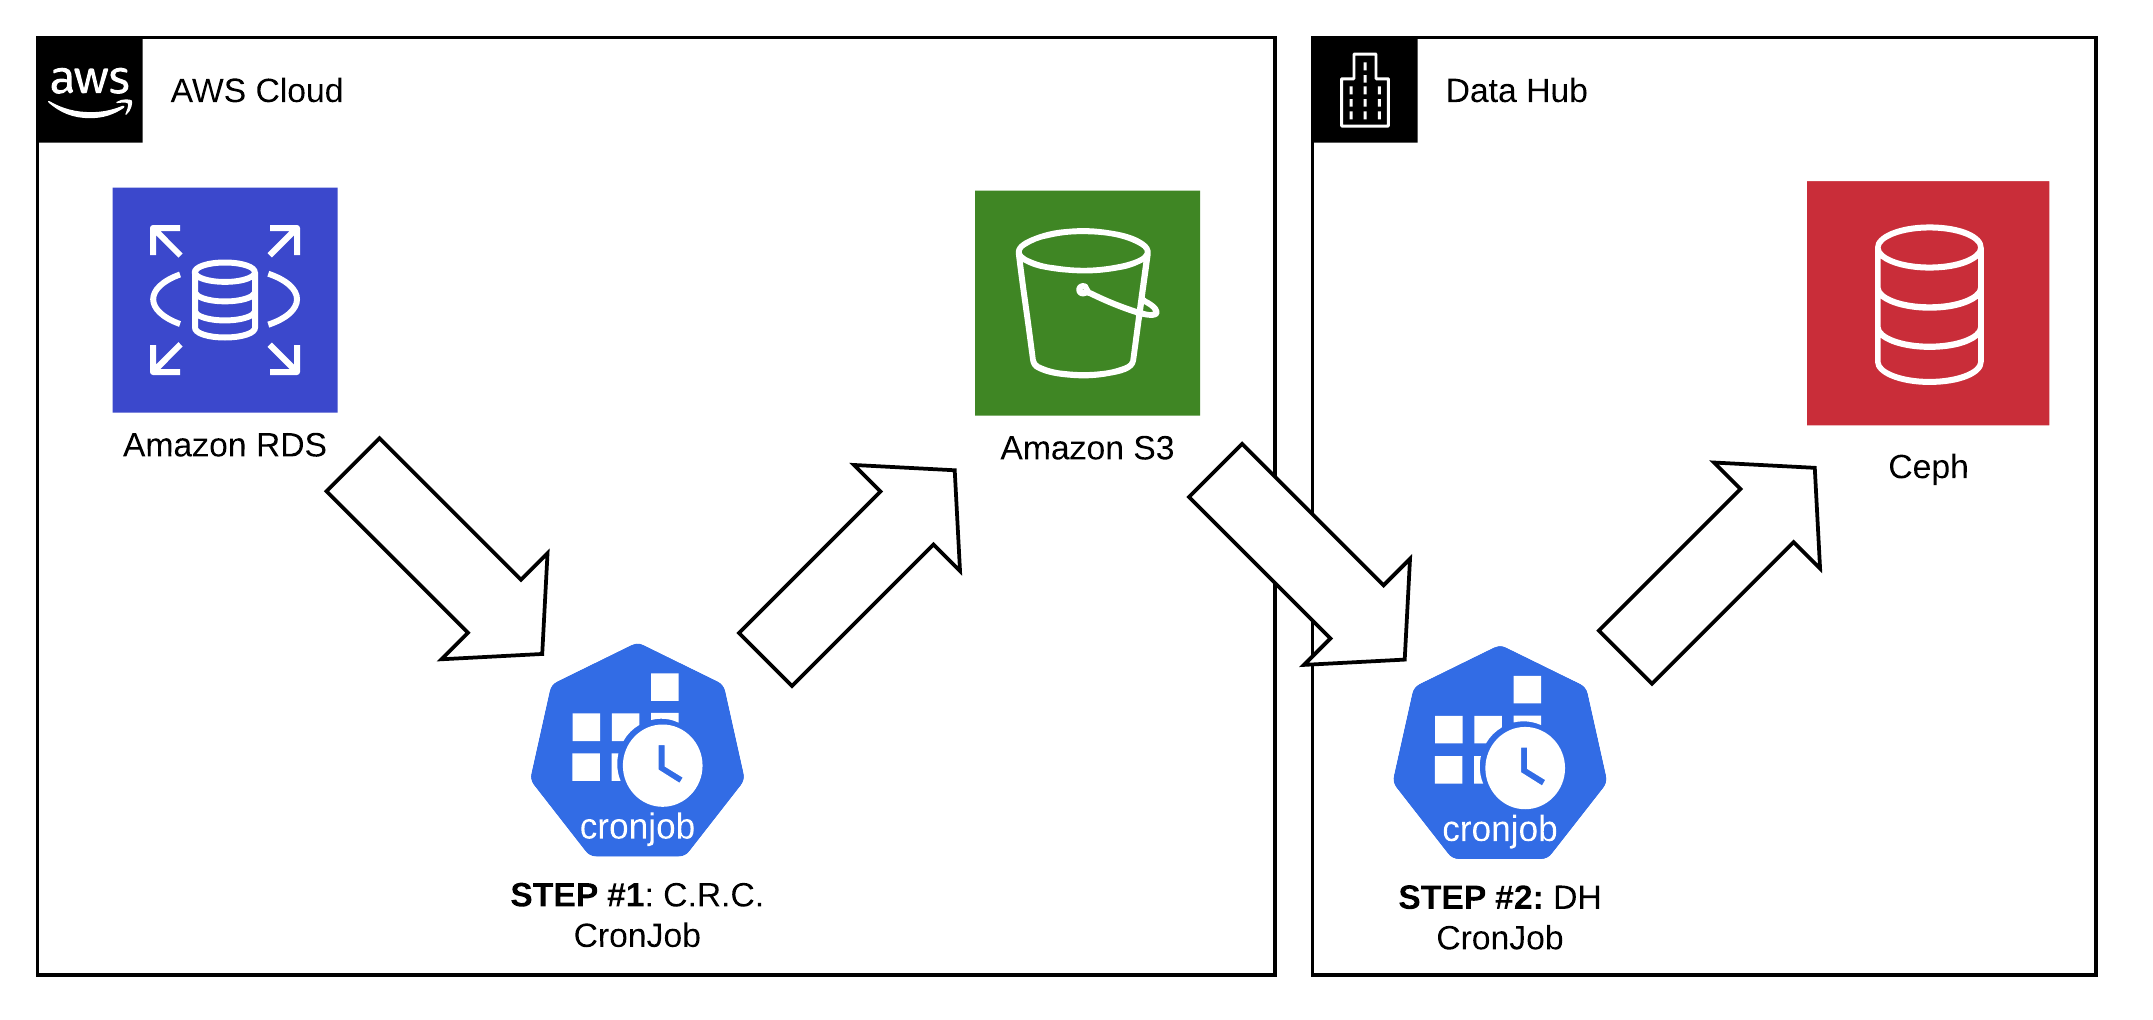 aws
AWS Cloud
Data Hub
Amazon RDS
Amazon S3
Ceph
cronjob
STEP #1: C.R.C.
CronJob
cronjob
STEP #2: DH
CronJob